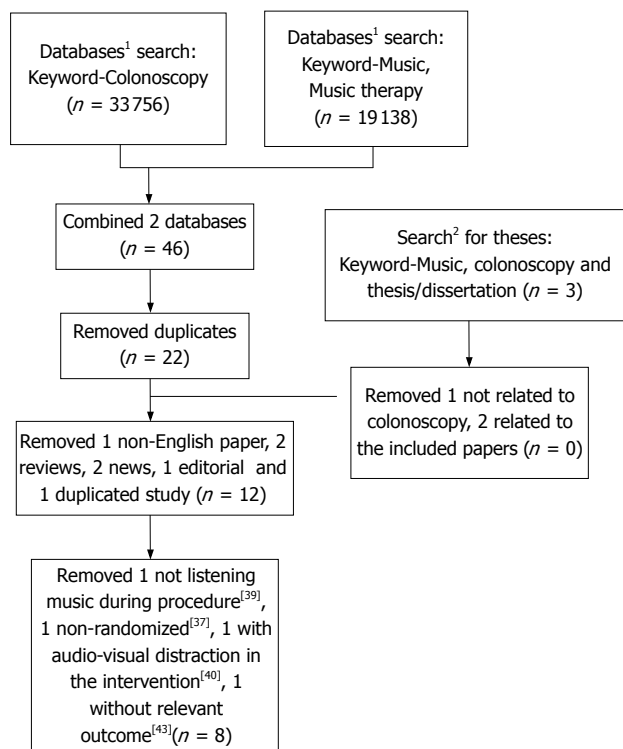 Databases¹ search:
Keyword-Colonoscopy
(n = 33756)
Databases¹ search:
Keyword-Music,
Music therapy
(n = 19138)
Combined 2 databases
(n = 46)
Search² for theses:
Keyword-Music, colonoscopy and
thesis/dissertation (n = 3)
Removed duplicates
(n = 22)
Removed 1 not related to
colonoscopy, 2 related to
the included papers (n = 0)
Removed 1 non-English paper, 2
reviews, 2 news, 1 editorial and
1 duplicated study (n = 12)
Removed 1 not listening
music during procedure[39],
1 non-randomized[37], 1 with
audio-visual distraction in
the intervention[40], 1
without relevant
outcome[43](n = 8)